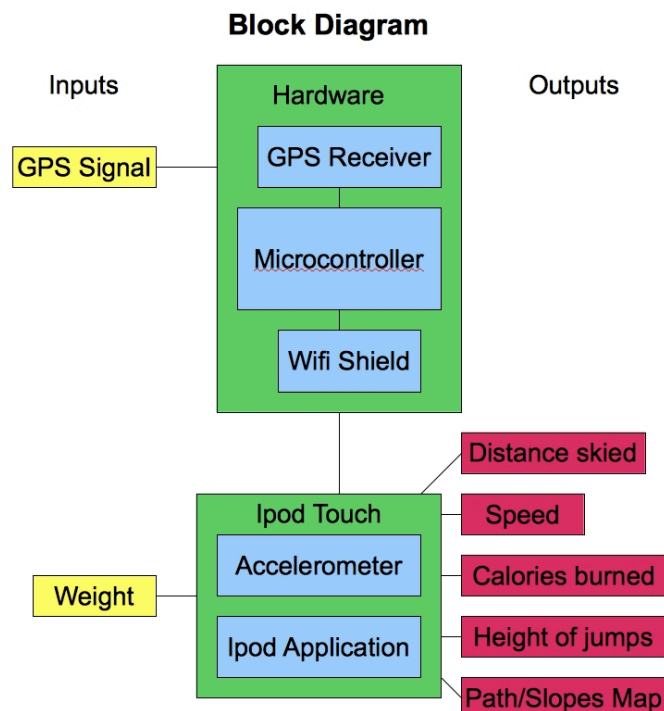 Block Diagram
Inputs
Outputs
Hardware
GPS Receiver
GPS Signal
Microcontroller
Wifi Shield
Distance skied
Ipod Touch
Speed
Accelerometer
Calories burned
Weight
Ipod Application
Height of jumps
Path/Slopes Map